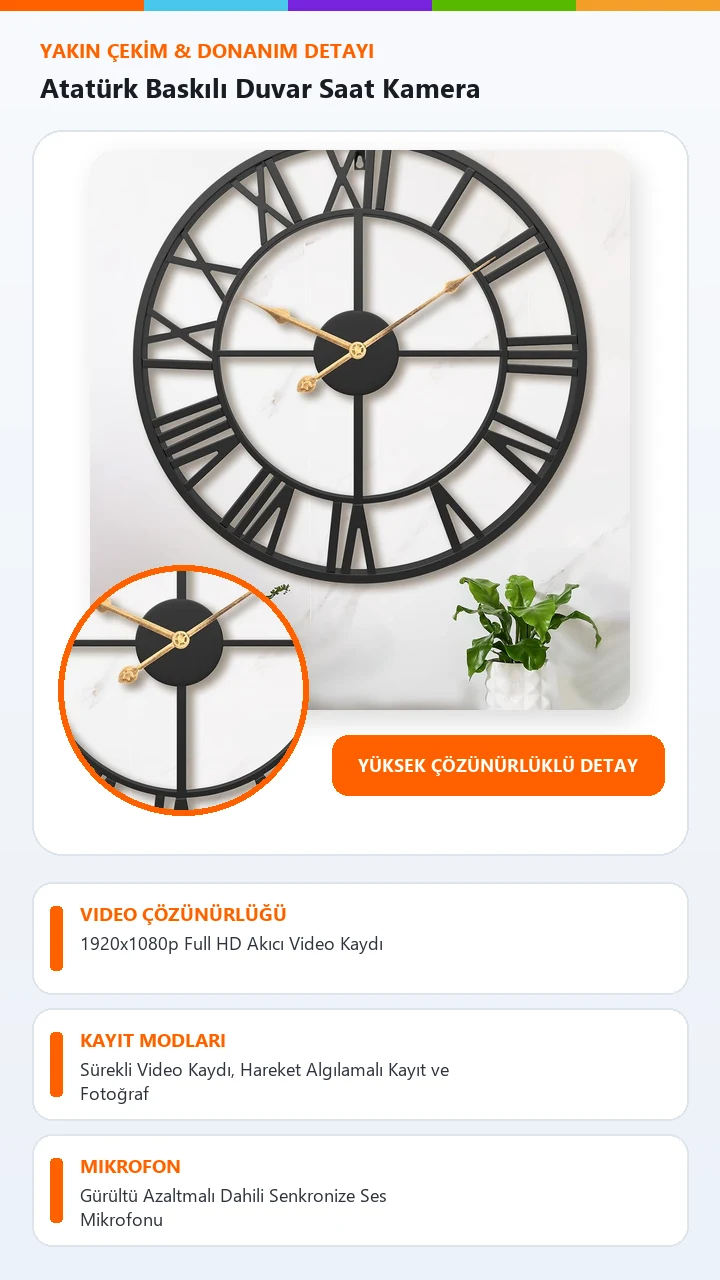 YAKIN ÇEKİM & DONANIM DETAYI
Atatürk Baskılı Duvar Saat Kamera
YÜKSEK ÇÖZÜNÜRLÜKLÜ DETAY
VIDEO ÇÖZÜNÜRLÜĞÜ
1920x1080p Full HD Akıcı Video Kaydı
KAYIT MODLARI
Sürekli Video Kaydı, Hareket Algılamalı Kayıt ve
Fotoğraf
MIKROFON
Gürültü Azaltmalı Dahili Senkronize Ses
Mikrofonu